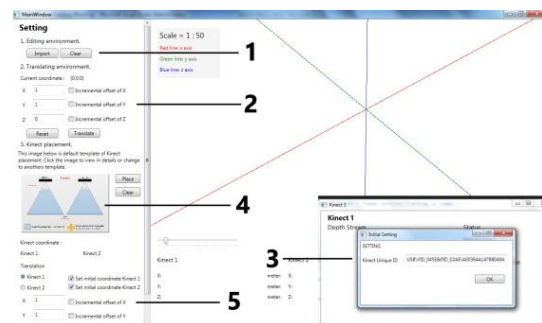 MainWindow
Setting
1. Editing environment.
Import Clear
2. Translating environment.
Current coordinate : (0,0,0)
X 1 Incremental offset of X
Y 1 Incremental offset of Y
Z 0 Incremental offset of Z
Reset Translate
3. Kinect placement.
This image below is default template of Kinect
placement. Click the
image to view in details or change
to anothers template.
Place
Clear
Kinect coordinate :
Kinect 1 Kinect 2
Translation
Kinect 1 Set initial coordinate Kinect 1
Kinect 2 Set initial coordinate Kinect 2
X 1 Incremental offset of X
Y 1 Incremental offset of Y
Scale = 1 : 50
Red line: x axis
Green line: y axis
Blue line: z axis
Kinect 1
X: meter. X:
Y: meter. Y:
Z: meter. Z:
Kinect 1
Kinect 1
Depth Stream Status
Initial Setting
SETTING
Kinect Unique ID
OK
1
2
3
4
5